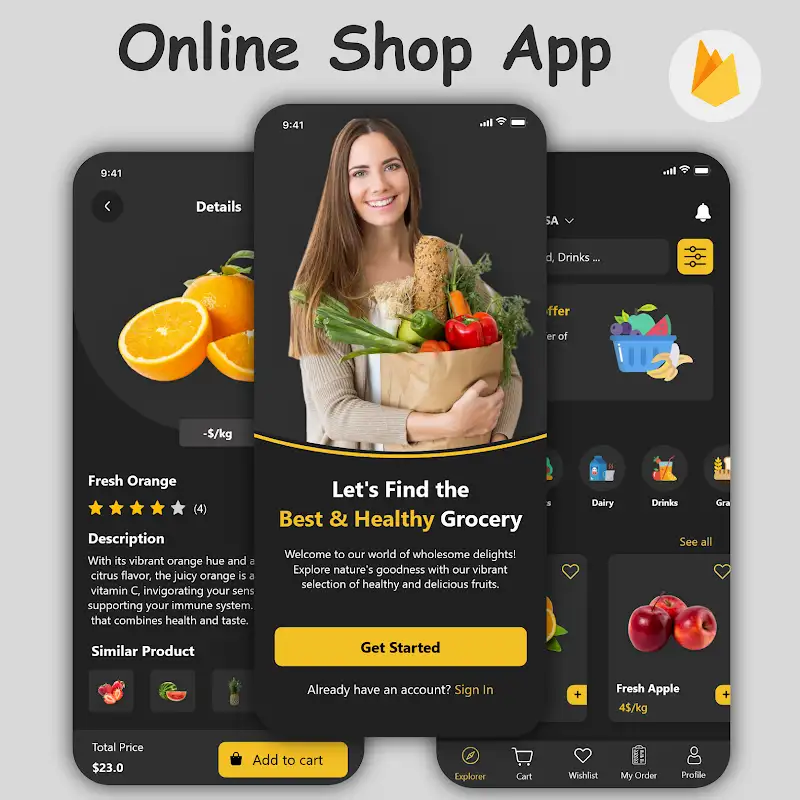 Online Shop App
9:41
Details
-$/kg
Fresh Orange
(4)
Description
With its vibrant orange hue and a
citrus flavor, the juicy orange is a
vitamin C, invigorating your sens
supporting your immune system.
that combines health and taste.
Similar Product
Total Price
$23.0
Add to cart
9:41
Let's Find the
Best & Healthy Grocery
Welcome to our world of wholesome delights!
Explore nature's goodness with our vibrant
selection of healthy and delicious fruits.
Get Started
Already have an account? Sign In
SA
d, Drinks ...
ffer
er of
s
Dairy
Drinks
Gra
See all
+
Fresh Apple
4$/kg
+
Explorer
Cart
Wishlist
My Order
Profile